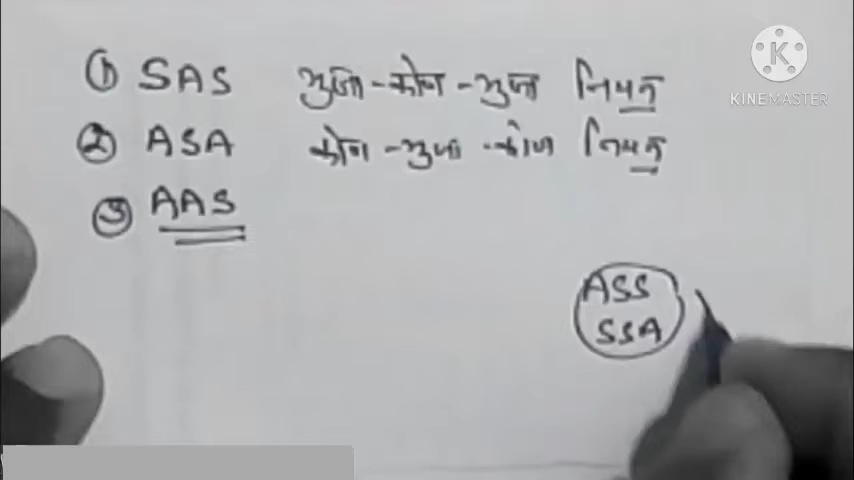 ① SAS भुजा - कोण - भुजा नियम
② ASA कोण - भुजा - कोण नियम
③ AAS
ASS
SSA
KINEMASTER